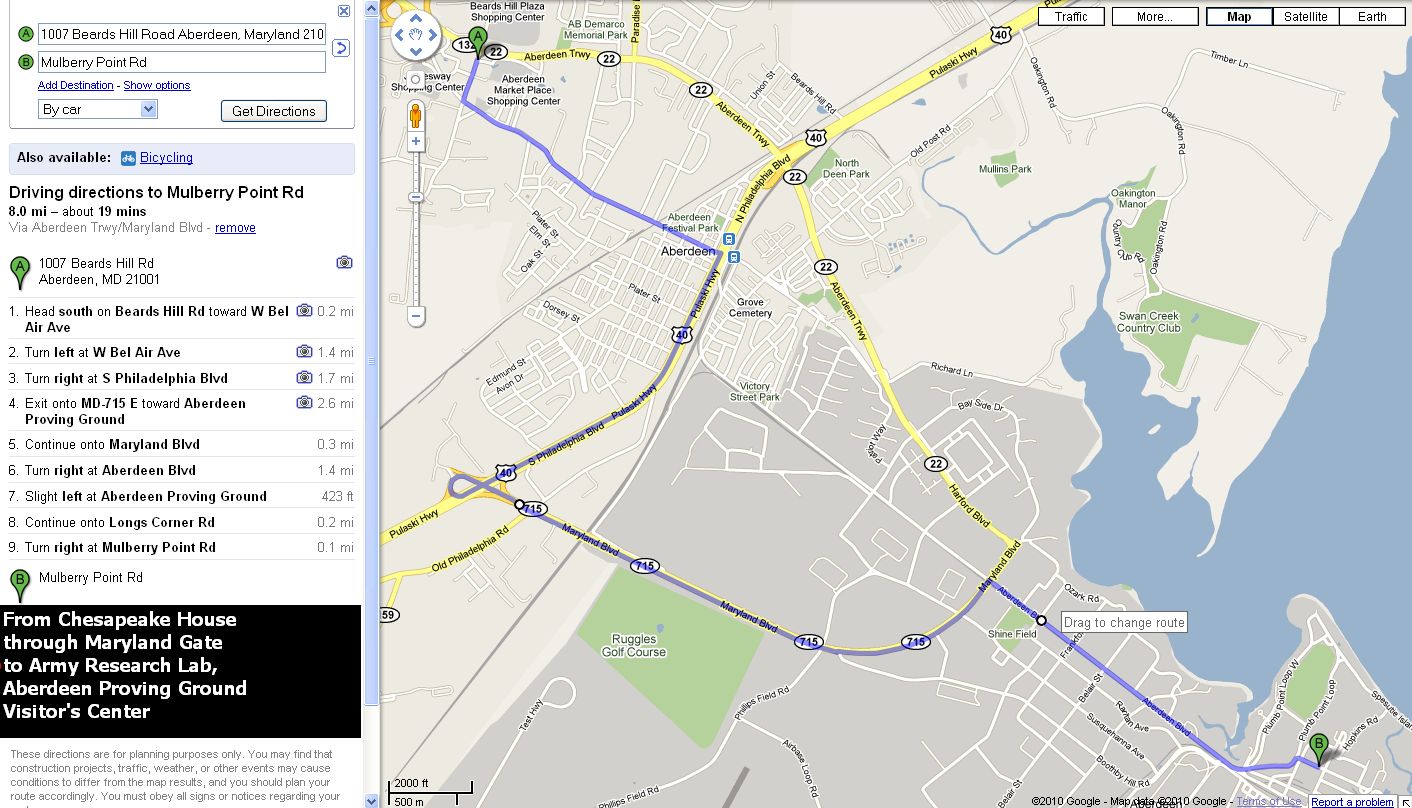 A 1007 Beards Hill Road Aberdeen, Maryland 210
B Mulberry Point Rd
Add Destination - Show options
By car
Get Directions
Also available: Bicycling
Driving directions to Mulberry Point Rd
8.0 mi – about 19 mins
Via Aberdeen Trwy/Maryland Blvd - remove
A
1007 Beards Hill Rd
Aberdeen, MD 21001
1. Head south on Beards Hill Rd toward W Bel 0.2 mi
Air Ave
2. Turn left at W Bel Air Ave 1.4 mi
3. Turn right at S Philadelphia Blvd 1.7 mi
4. Exit onto MD-715 E toward Aberdeen 2.6 mi
Proving Ground
5. Continue onto Maryland Blvd 0.3 mi
6. Turn right at Aberdeen Blvd 1.4 mi
7. Slight left at Aberdeen Proving Ground 423 ft
8. Continue onto Longs Corner Rd 0.2 mi
9. Turn right at Mulberry Point Rd 0.1 mi
B Mulberry Point Rd
From Chesapeake House
through Maryland Gate
to Army Research Lab,
Aberdeen Proving Ground
Visitor's Center
These directions are for planning purposes only. You may find that
construction projects, traffic, weather, or other events may cause
conditions to differ from the map results, and you should plan your
route accordingly. You must obey all signs or notices regarding your
Traffic
More...
Map
Satellite
Earth
Beards Hill Plaza
Shopping Center
AB Demarco
Memorial Park
Paradise
A
132
22
Aberdeen Trwy
22
Shopping Center
Aberdeen
Market Place
Shopping Center
22
Union St
Beards Hill Rd
Aberdeen Trwy
40
Pulaski Hwy
40
Oakington Rd
Timber Ln
Oakington Rd
Old Post Rd
North
Deen Park
22
Mullins Park
N Philadelphia Blvd
Oakington
Manor
Country Club Rd
Oakington Rd
Aberdeen
Festival Park
Aberdeen
Plater St
Elm St
Oak St
Plater St
Dorsey St
Pulaski Hwy
40
Grove
Cemetery
22
Aberdeen Trwy
Swan Creek
Country Club
Edmund St
Avon Dr
Pulaski Hwy
Victory
Street Park
Richard Ln
Bay Side Dr
Patriot Way
S Philadelphia Blvd
40
22
Harford Blvd
715
Pulaski Hwy
Old Philadelphia Rd
Maryland Blvd
715
Maryland Blvd
Maryland Blvd
715
715
59
Aberdeen B
Ozark Rd
Drag to change route
Shine Field
Ruggles
Golf Course
Test Hwy
Phillips Field Rd
Airbase Loop Rd
Phillips Field Rd
Belair St
Raritan Ave
Susquehanna Ave
Aberdeen Blvd
Boothby Hill Rd
Belair St
Plumb Point Loop W
Plumb Point Loop
Hopkins Rd
B
2000 ft
500 m
Aberdeen
©2010 Google - Map data ©2010 Google - Terms of Use
Report a problem